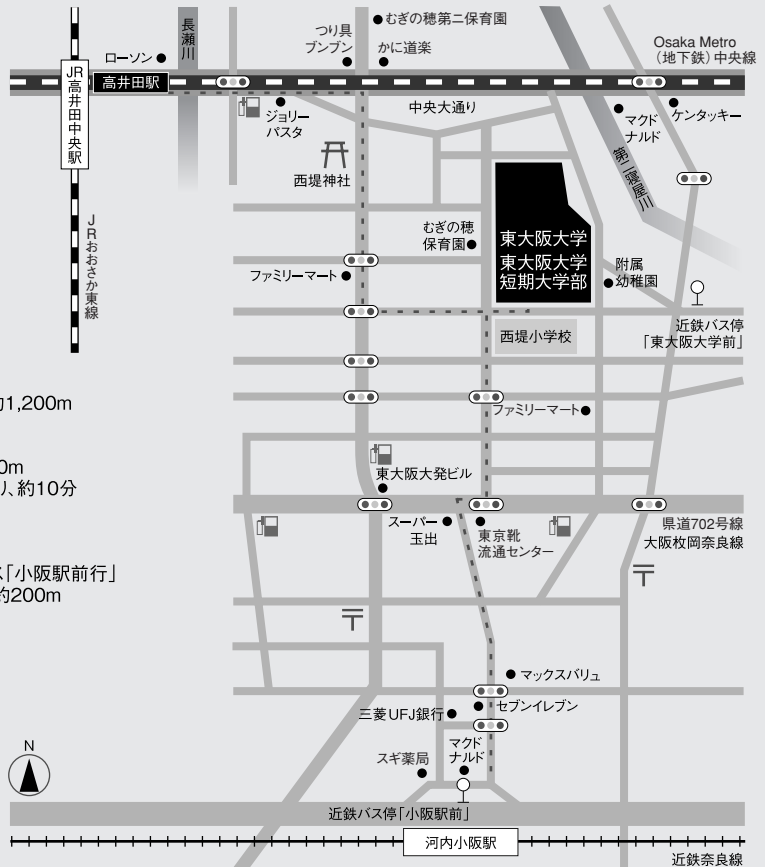 むぎの穂第二保育園
つり具
ブンブン
かに道楽
長瀬川
ローソン
Osaka Metro
（地下鉄）中央線
JR高井田中央駅
高井田駅
ジョリー
パスタ
中央大通り
マクド
ナルド
ケンタッキー
西堤神社
第二寝屋川
JRおおさか東線
むぎの穂
保育園
東大阪大学
東大阪大学
短期大学部
ファミリーマート
附属
幼稚園
西堤小学校
近鉄バス停
「東大阪大学前」
1,200m
ファミリーマート
0m
り、約10分
東大阪大発ビル
スーパー
玉出
東京靴
流通センター
県道702号線
大阪枚岡奈良線
「小阪駅前行」
約200m
マックスバリュ
セブンイレブン
三菱UFJ銀行
マクド
ナルド
スギ薬局
N
近鉄バス停「小阪駅前」
河内小阪駅
近鉄奈良線